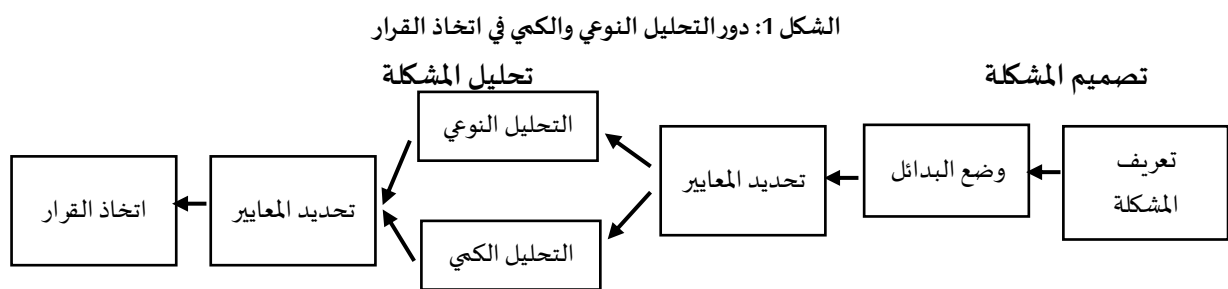 الشكل 1: دور التحليل النوعي والكمي في اتخاذ القرار
تصميم المشكلة
تحليل المشكلة
تعريف
المشكلة
وضع البدائل
تحديد المعايير
التحليل النوعي
التحليل الكمي
تحديد المعايير
اتخاذ القرار